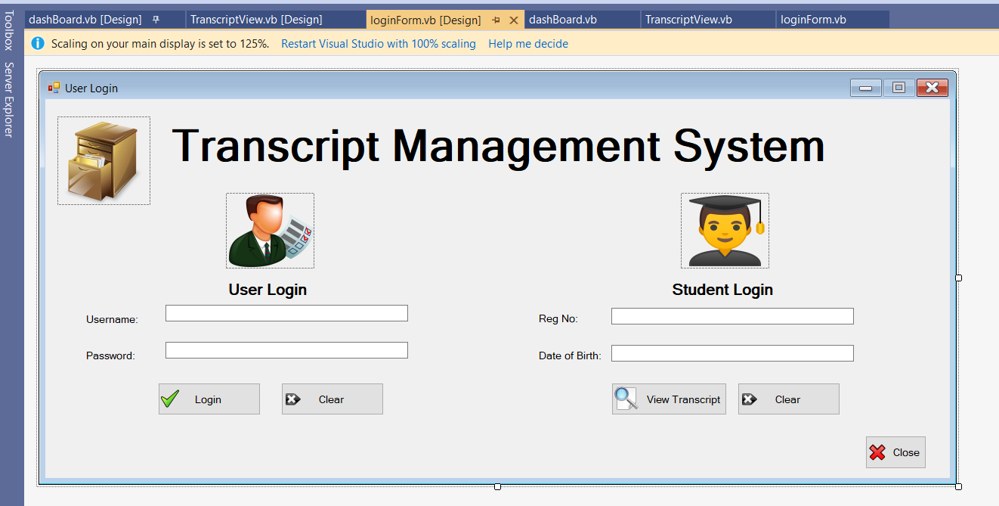 dashBoard.vb [Design] TranscriptView.vb [Design] loginForm.vb [Design] dashBoard.vb TranscriptView.vb loginForm.vb
Toolbox
Server Explorer
Scaling on your main display is set to 125%. Restart Visual Studio with 100% scaling Help me decide
User Login
Transcript Management System
User Login
Username:
Password:
Login Clear
Student Login
Reg No:
Date of Birth:
View Transcript Clear
Close